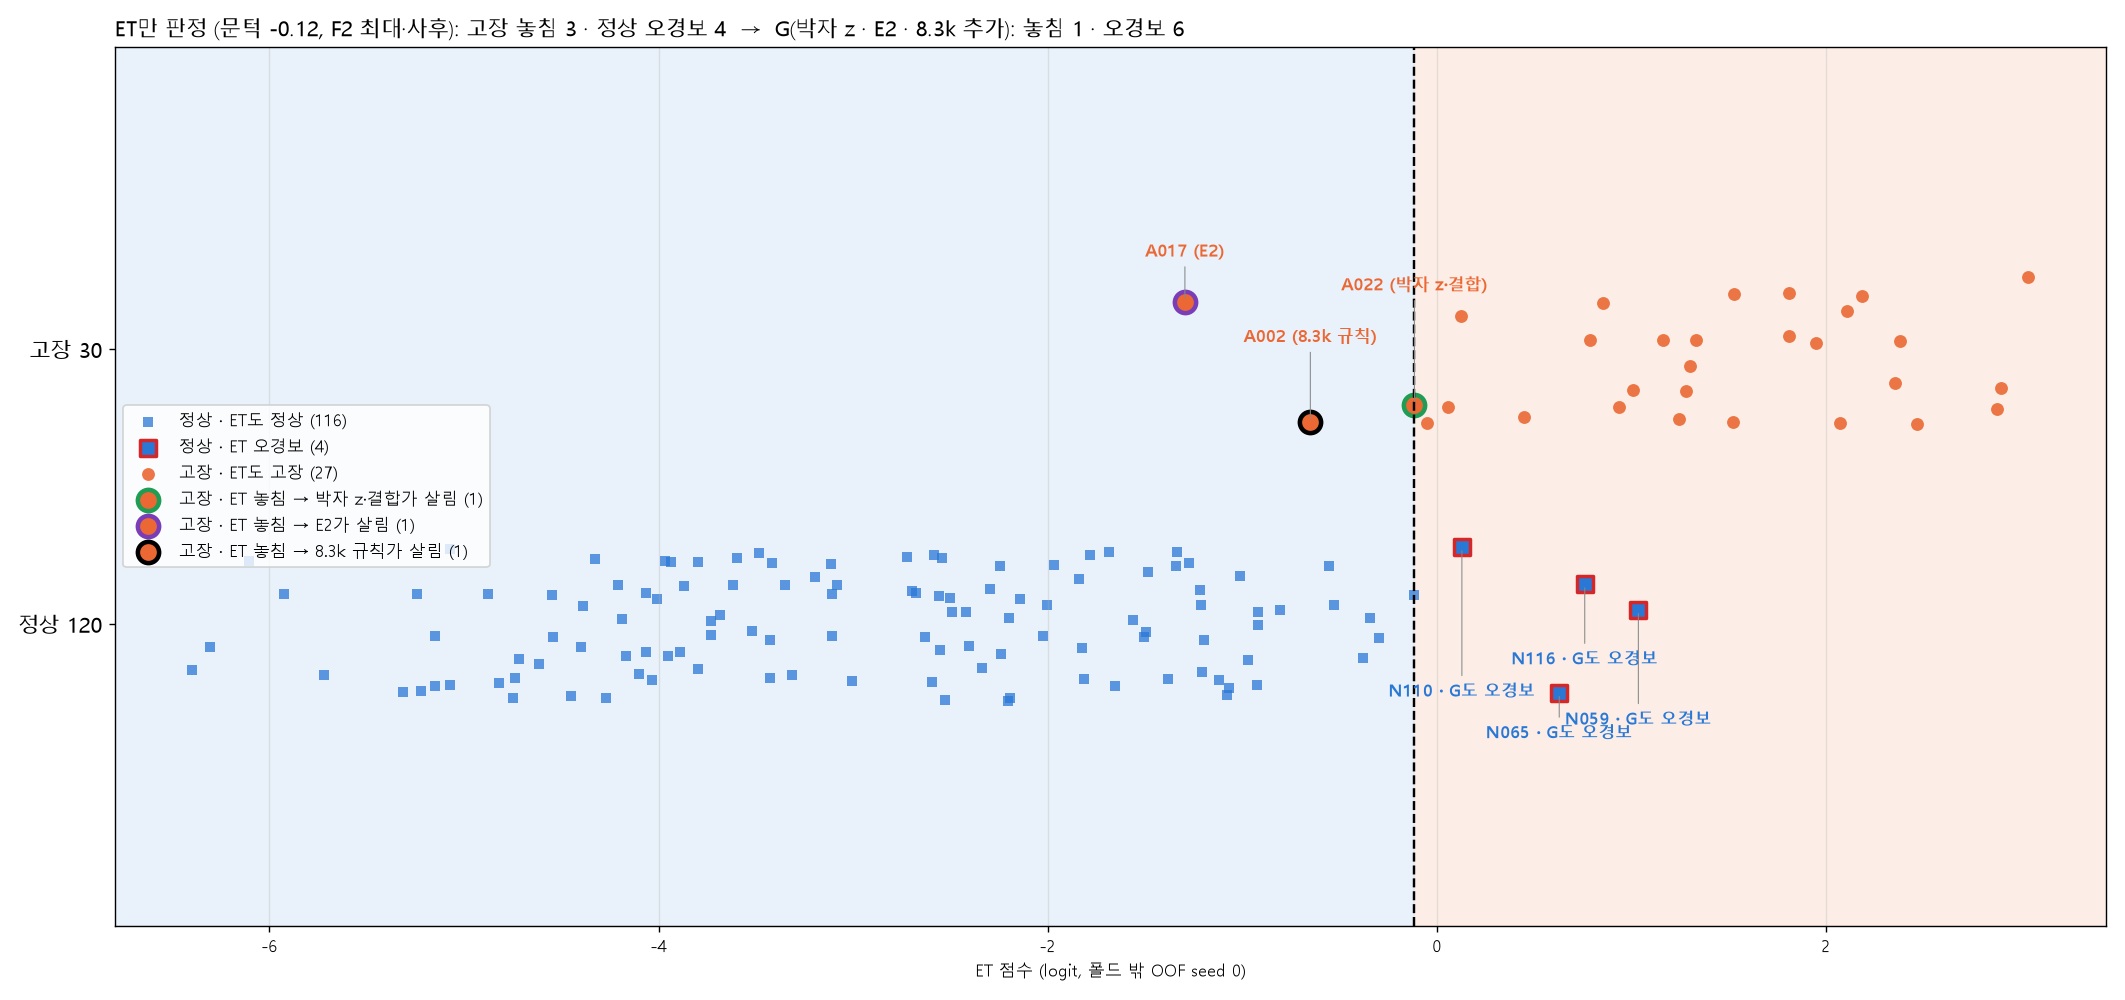 ET만 판정 (문턱 -0.12, F2 최대·사후): 고장 놓침 3 · 정상 오경보 4 → G(박자 z · E2 · 8.3k 추가): 놓침 1 · 오경보 6
A017 (E2)
A022 (박자 z·결합)
A002 (8.3k 규칙)
고장 30
정상 · ET도 정상 (116)
정상 · ET 오경보 (4)
고장 · ET도 고장 (27)
고장 · ET 놓침 → 박자 z·결합가 살림 (1)
고장 · ET 놓침 → E2가 살림 (1)
고장 · ET 놓침 → 8.3k 규칙가 살림 (1)
정상 120
N116 · G도 오경보
N110 · G도 오경보
N059 · G도 오경보
N065 · G도 오경보
-6 -4 -2 0 2
ET 점수 (logit, 폴드 밖 OOF seed 0)